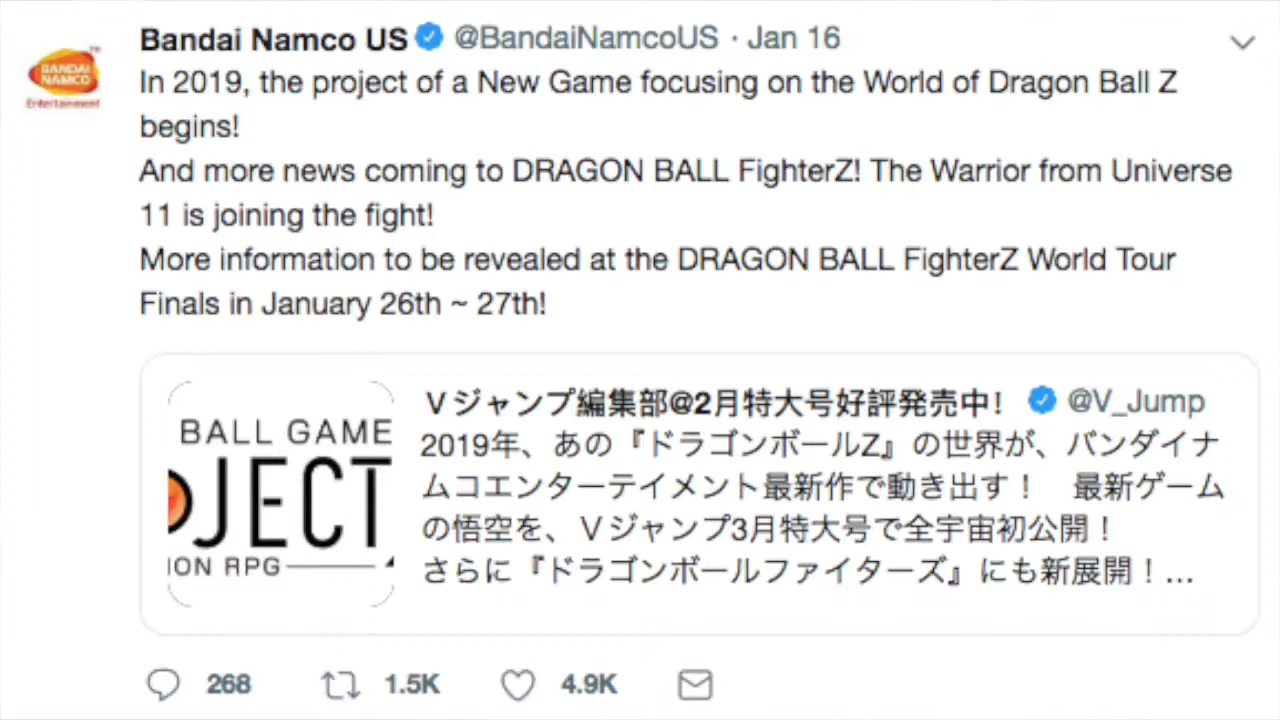 Bandai Namco US @BandaiNamcoUS · Jan 16
BANDAI
NAMCO
Entertainment
TM
In 2019, the project of a New Game focusing on the World of Dragon Ball Z
begins!
And more news coming to DRAGON BALL FighterZ! The Warrior from Universe
11 is joining the fight!
More information to be revealed at the DRAGON BALL FighterZ World Tour
Finals in January 26th ~ 27th!
BALL GAME
OJECT
ION RPG
Vジャンプ編集部@2月特大号好評発売中! @V_Jump
2019年、あの『ドラゴンボールZ』の世界が、バンダイナ
ムコエンターテイメント最新作で動き出す！ 最新ゲーム
の悟空を、Vジャンプ3月特大号で全宇宙初公開！
さらに『ドラゴンボールファイターズ』にも新展開！...
268 1.5K 4.9K